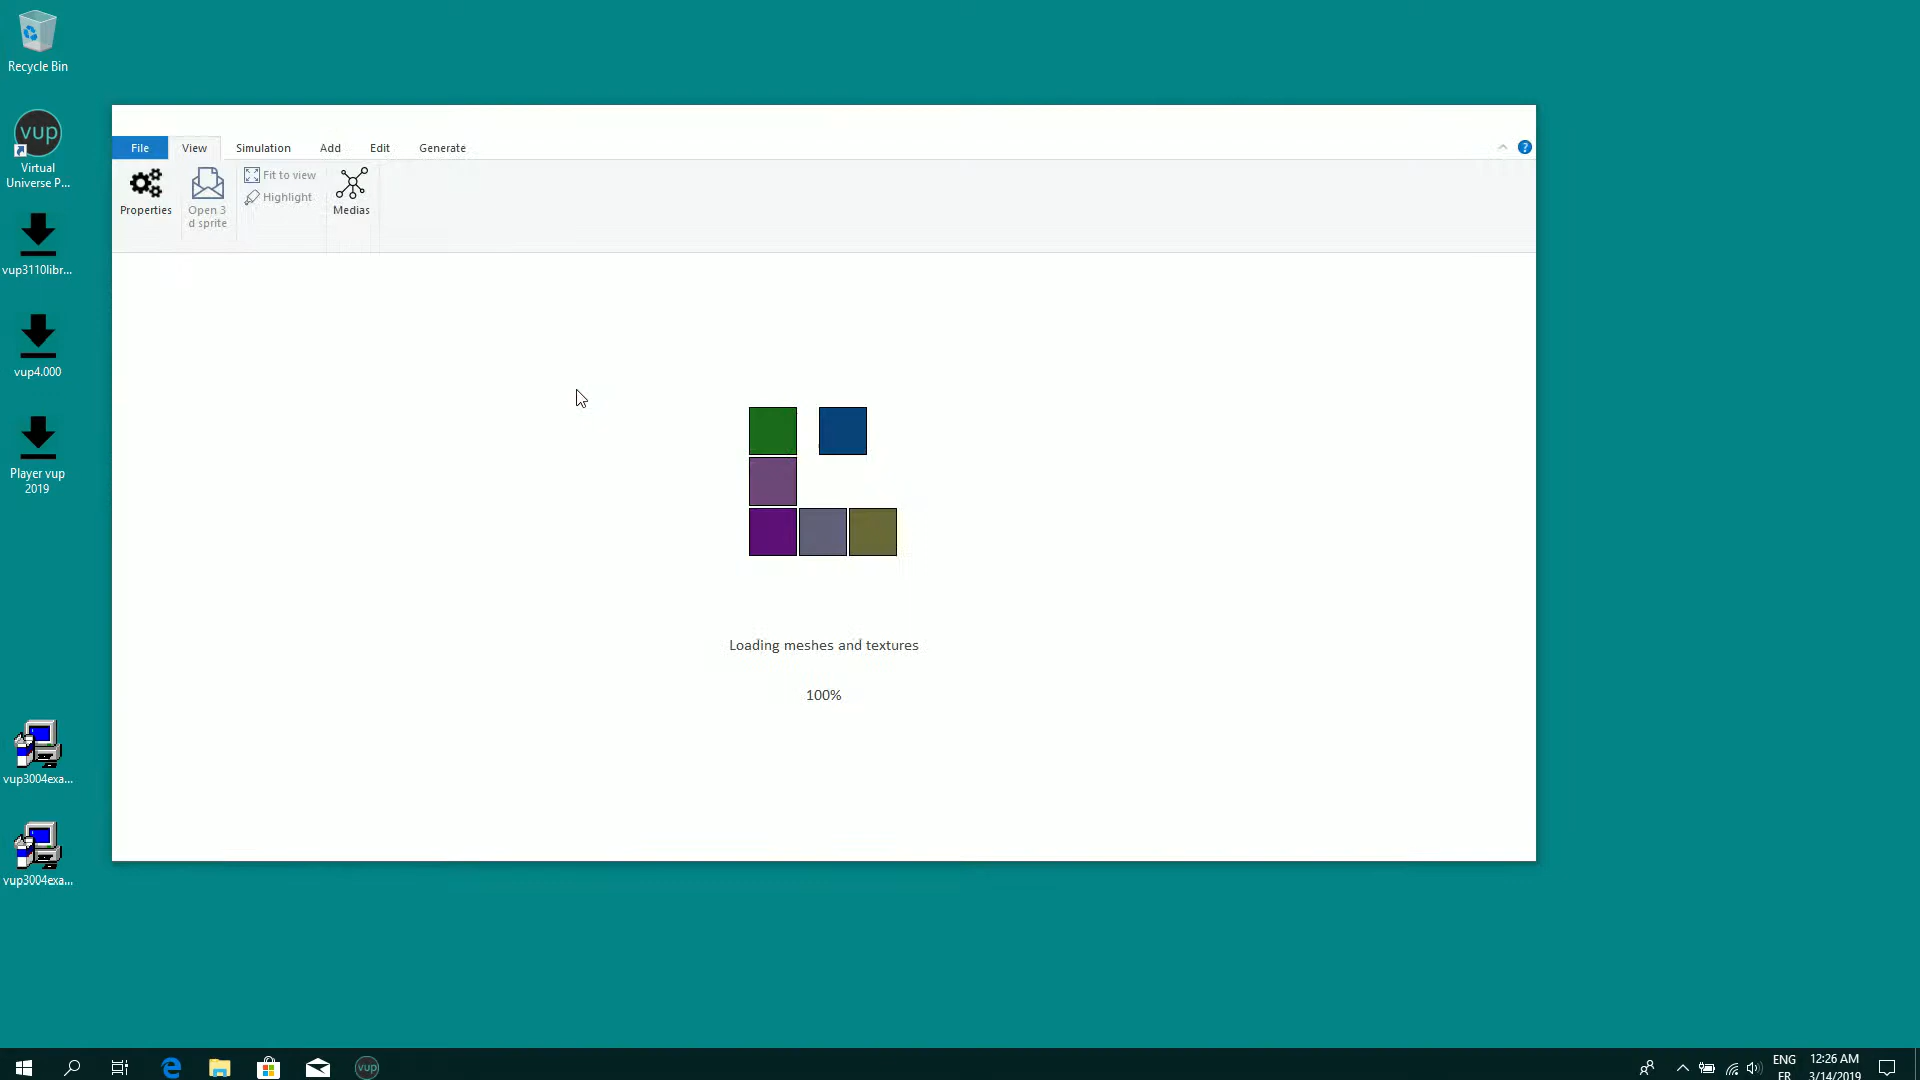 Recycle Bin
vup
Virtual
Universe P...
vup3110libr...
vup4.000
Player vup
2019
vup3004exa...
vup3004exa...
File View Simulation Add Edit Generate
?
Properties
Open 3
d sprite
Fit to view
Highlight
Medias
Loading meshes and textures
100%
vup
ENG
FR
12:26 AM
3/14/2019